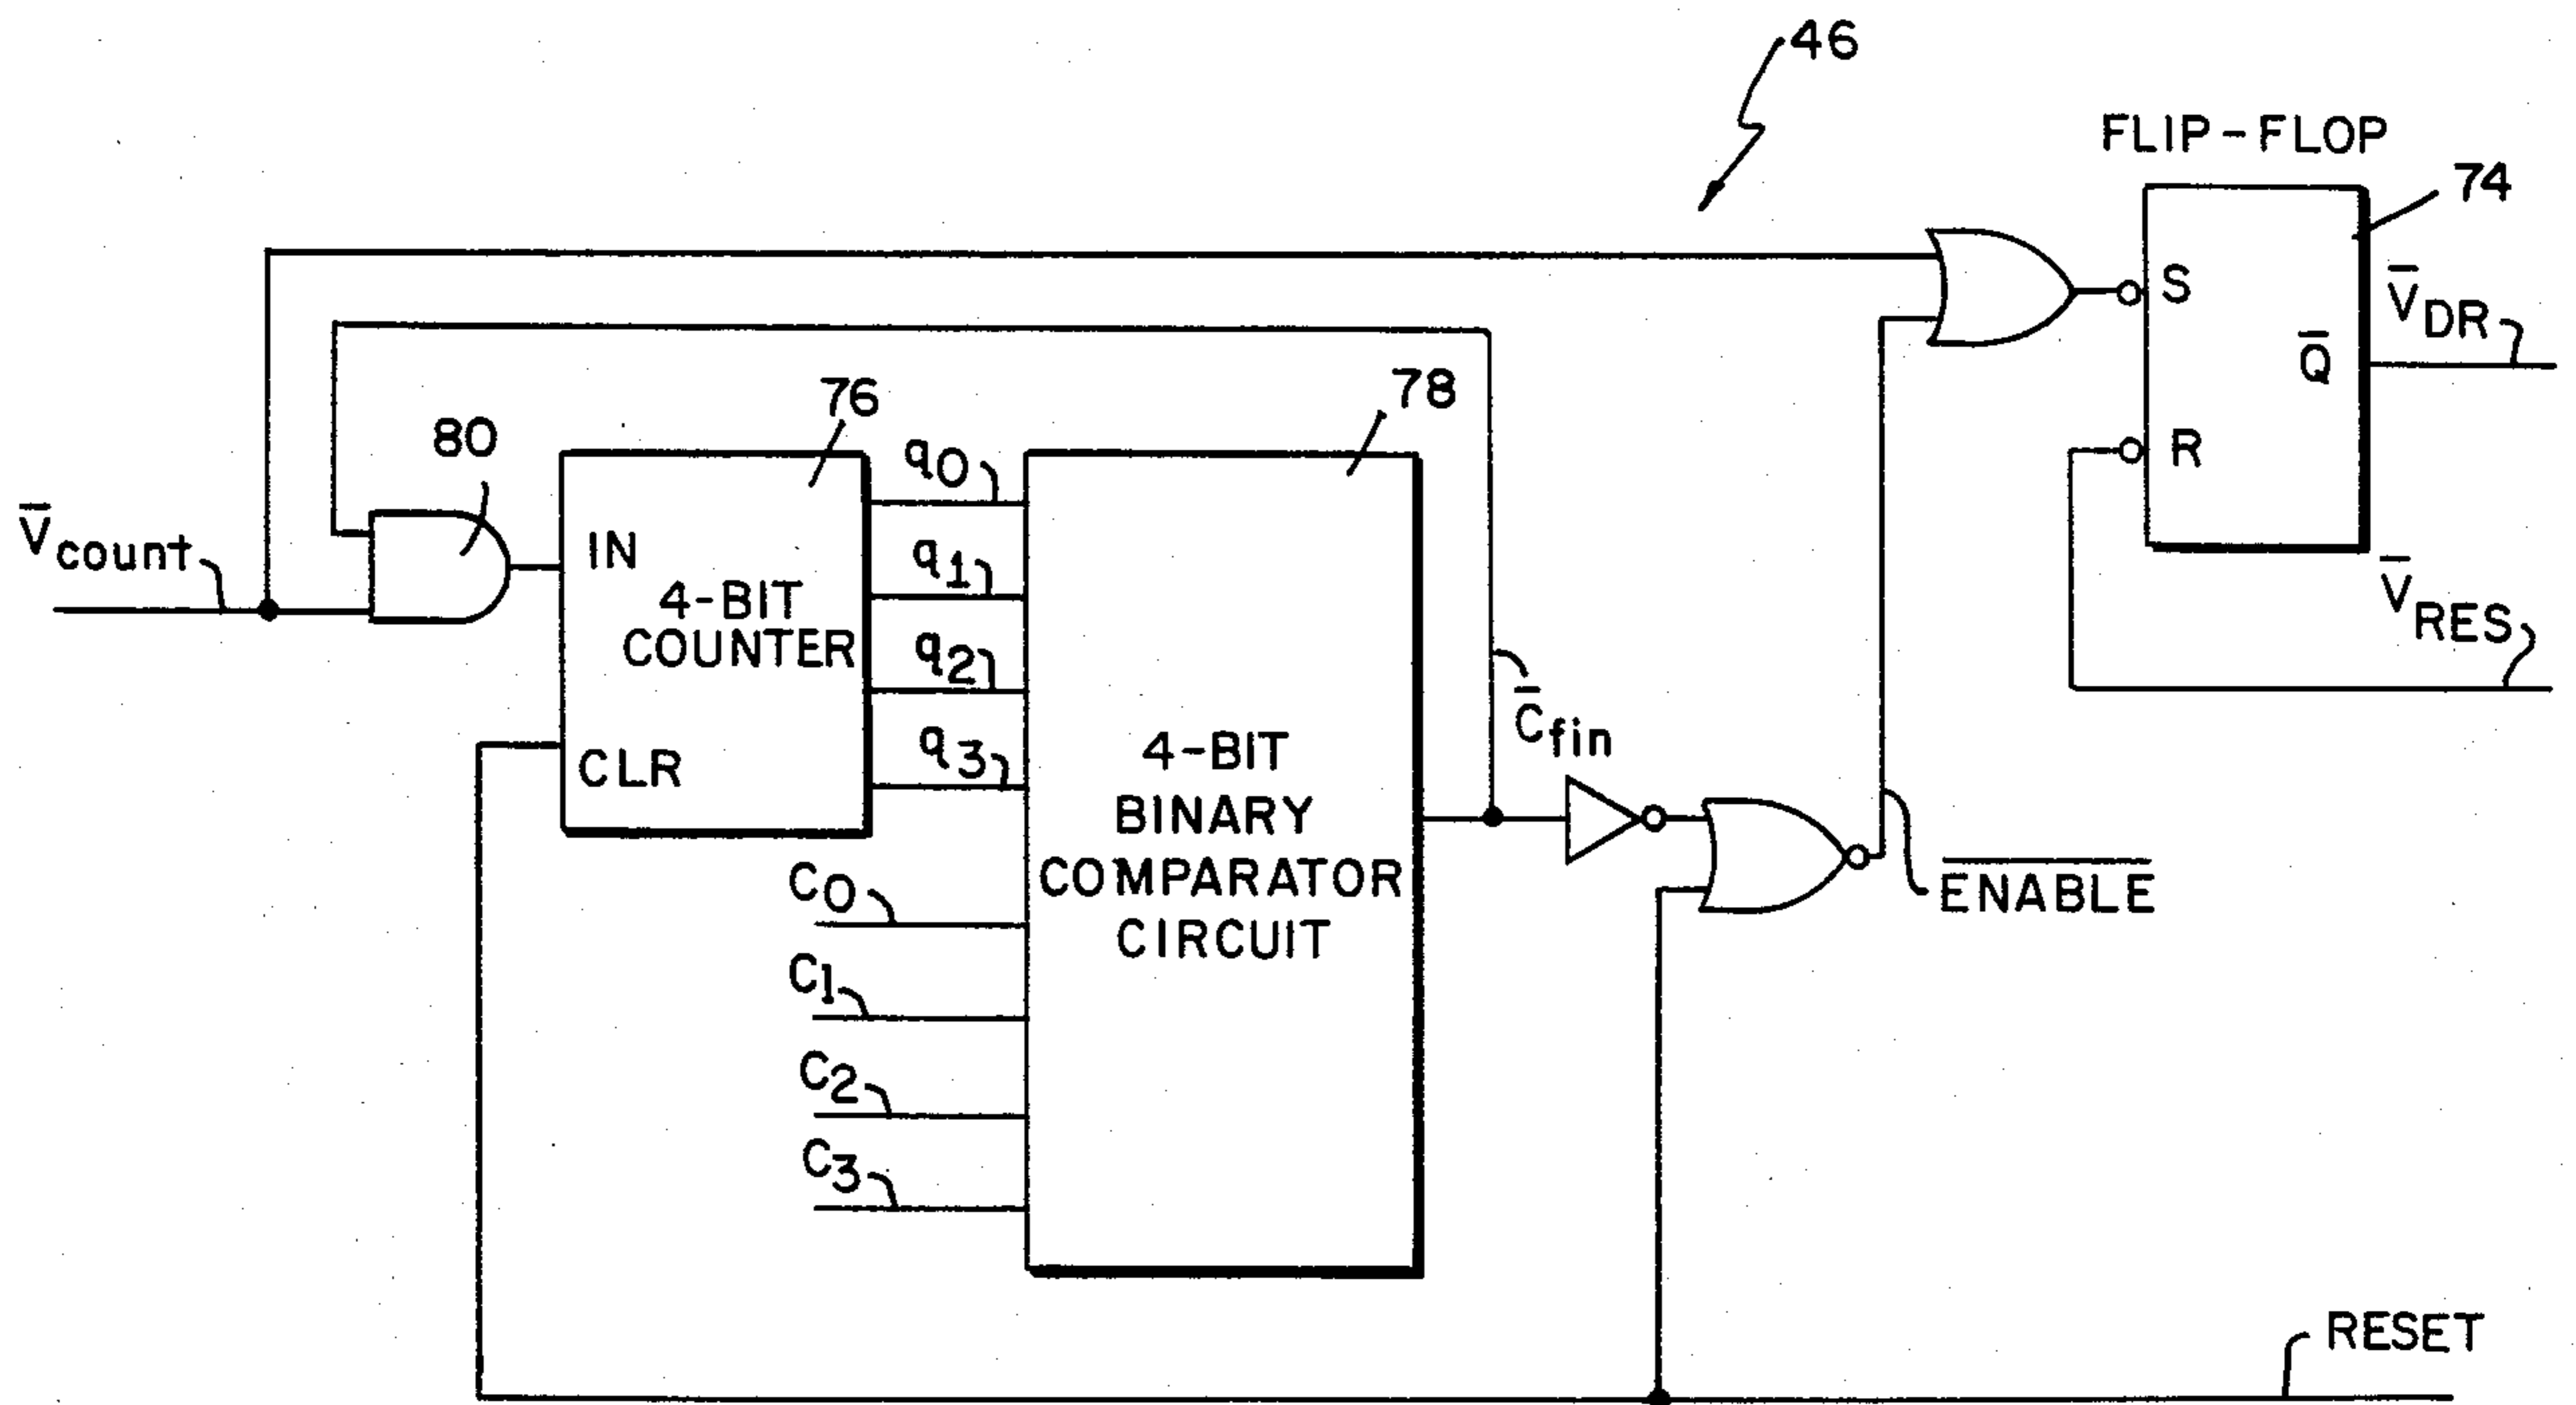 46
FLIP-FLOP
74
S
V̅DR
Q̅
R
V̅RES
80
76
78
V̅count
IN
4-BIT
COUNTER
CLR
q0
q1
q2
q3
C0
C1
C2
C3
4-BIT
BINARY
COMPARATOR
CIRCUIT
C̅fin
E̅N̅A̅B̅L̅E̅
RESET